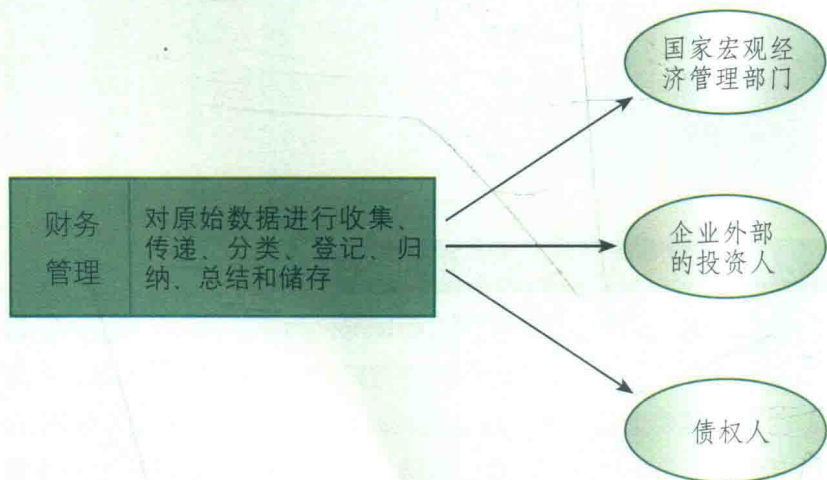 财务
管理
对原始数据进行收集、
传递、分类、登记、归
纳、总结和储存
国家宏观经
济管理部门
企业外部
的投资人
债权人